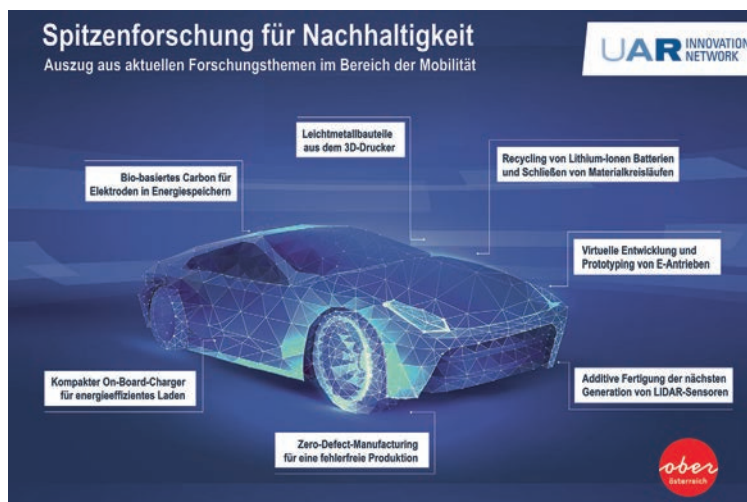 Spitzenforschung für Nachhaltigkeit
Auszug aus aktuellen Forschungsthemen im Bereich der Mobilität
UAR INNOVATION
NETWORK
Leichtmetallbauteile
aus dem 3D-Drucker
Recycling von Lithium-Ionen Batterien
und Schließen von Materialkreisläufen
Bio-basiertes Carbon für
Elektroden in Energiespeichern
Virtuelle Entwicklung und
Prototyping von E-Antrieben
Kompakter On-Board-Charger
für energieeffizientes Laden
Additive Fertigung der nächsten
Generation von LIDAR-Sensoren
Zero-Defect-Manufacturing
für eine fehlerfreie Produktion
ober
österreich